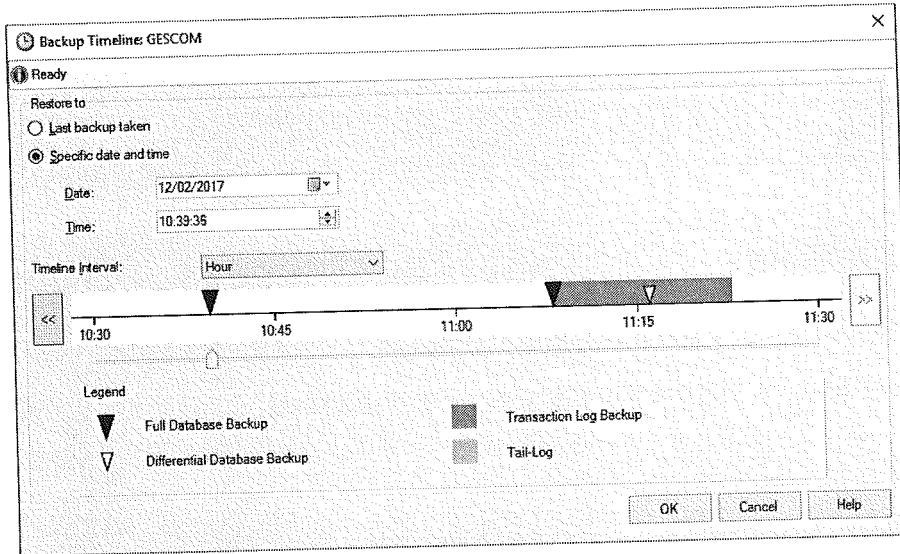 Backup Timeline: GESCOM
Ready
Restore to
Last backup taken
Specific date and time
Date: 12/02/2017
Time: 10:39:36
Timeline Interval: Hour
<< >>
10:30 10:45 11:00 11:15 11:30
Legend
Full Database Backup Transaction Log Backup
Differential Database Backup Tail-Log
OK Cancel Help